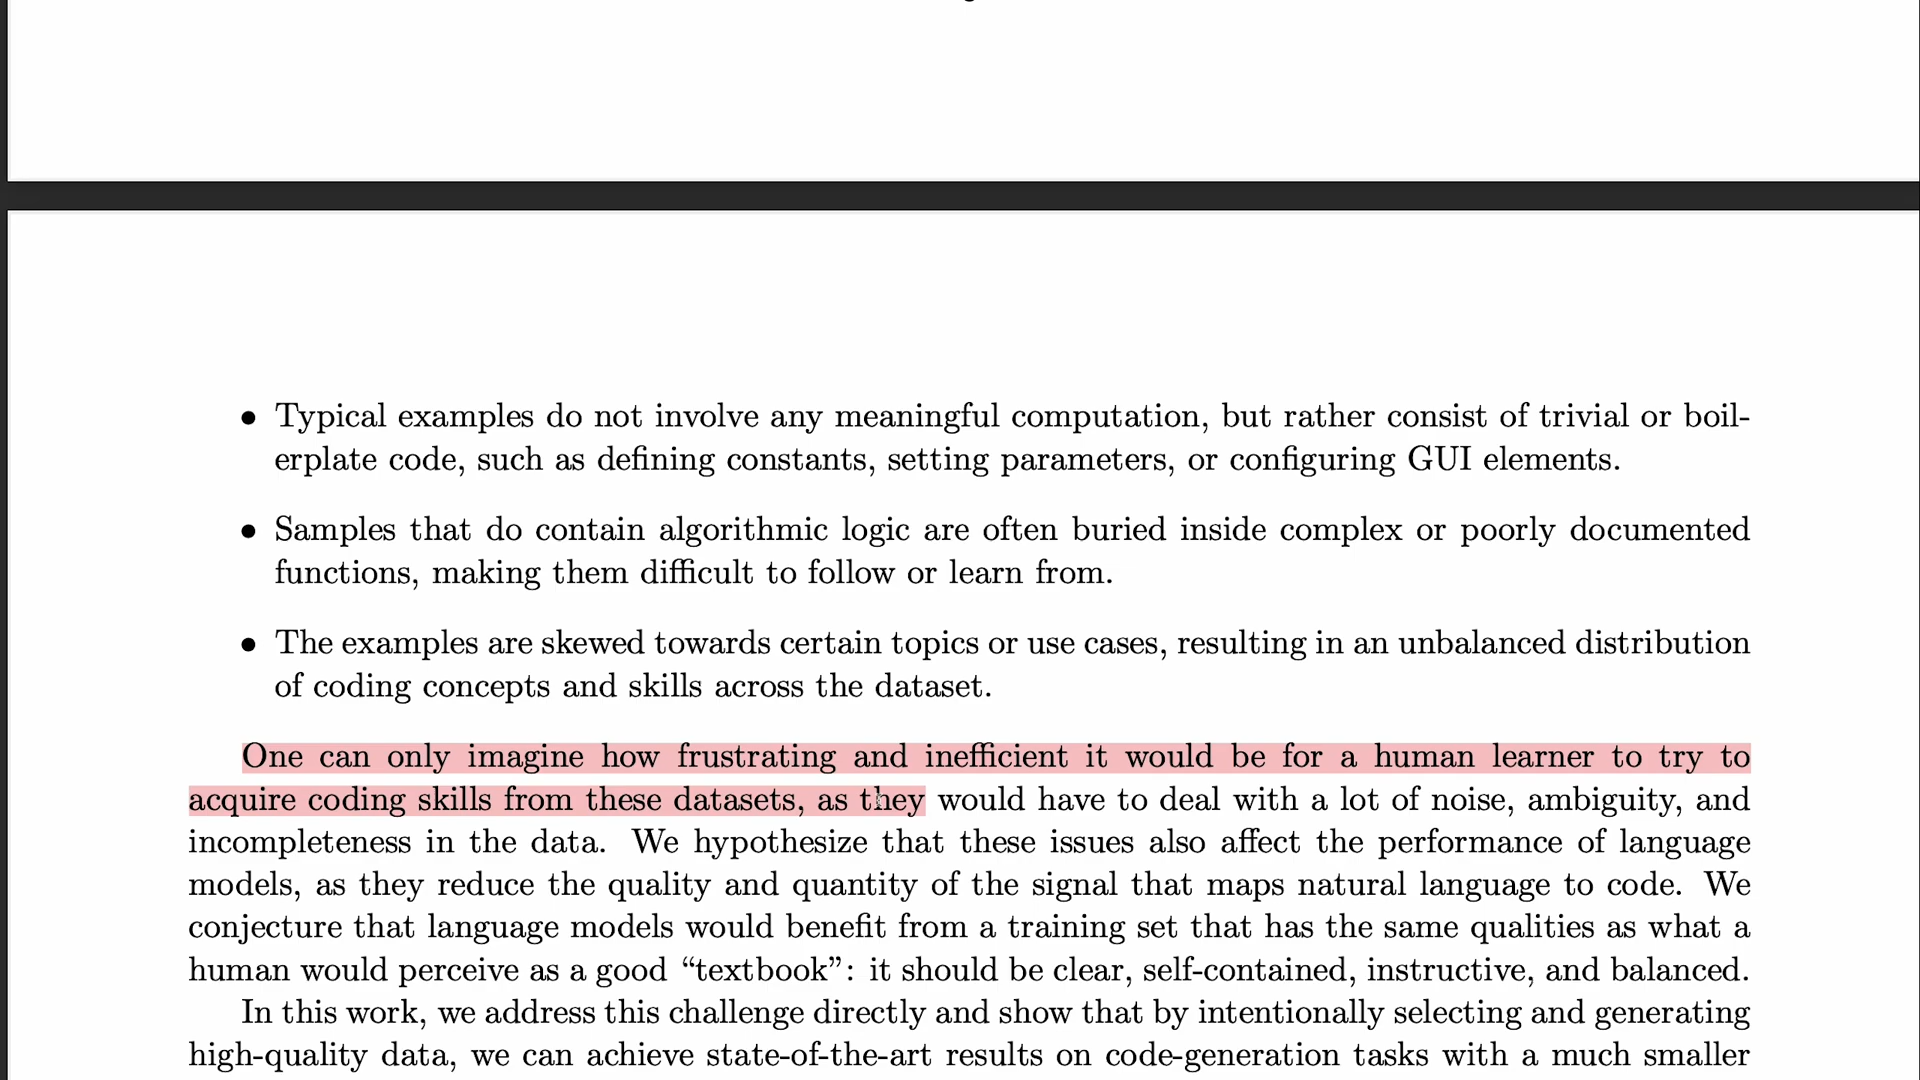 • Typical examples do not involve any meaningful computation, but rather consist of trivial or boil-
erplate code, such as defining constants, setting parameters, or configuring GUI elements.
• Samples that do contain algorithmic logic are often buried inside complex or poorly documented
functions, making them difficult to follow or learn from.
• The examples are skewed towards certain topics or use cases, resulting in an unbalanced distribution
of coding concepts and skills across the dataset.
One can only imagine how frustrating and inefficient it would be for a human learner to try to
acquire coding skills from these datasets, as they would have to deal with a lot of noise, ambiguity, and
incompleteness in the data. We hypothesize that these issues also affect the performance of language
models, as they reduce the quality and quantity of the signal that maps natural language to code. We
conjecture that language models would benefit from a training set that has the same qualities as what a
human would perceive as a good “textbook”: it should be clear, self-contained, instructive, and balanced.
In this work, we address this challenge directly and show that by intentionally selecting and generating
high-quality data, we can achieve state-of-the-art results on code-generation tasks with a much smaller